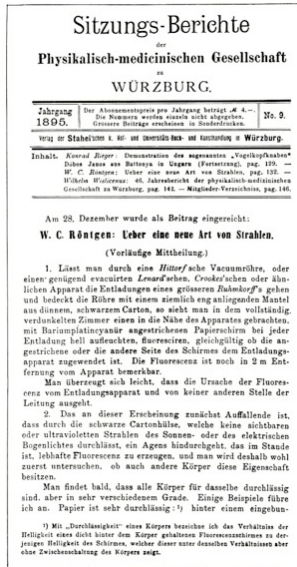 Sitzungs-Berichte
der
Physikalisch-medicinischen Gesellschaft
zu
WÜRZBURG.
Jahrgang
1895.
Der Abonnementspreis pro Jahrgang beträgt ℳ 4.—.
Die Nummern werden einzeln nicht abgegeben.
Grössere Beiträge erscheinen in Sonderdrucken.
No. 9.
Verlag der Stahel'schen k. Hof- und Universitäts-Buch- und Kunsthandlung in Würzburg.
Inhalt. Konrad Rieger: Demonstration des sogenannten „Vogelkopfknaben"
Döbös Janos aus Battonya in Ungarn (Fortsetzung), pag. 129. —
W. C. Röntgen: Ueber eine neue Art von Strahlen, pag. 132. —
Wilhelm Wislicenus: 46. Jahresbericht der physikalisch-medicinischen
Gesellschaft zu Würzburg, pag. 142. — Mitglieder-Verzeichniss, pag. 146.
Am 28. Dezember wurde als Beitrag eingereicht:
W. C. Röntgen: Ueber eine neue Art von Strahlen.
(Vorläufige Mittheilung.)
1. Lässt man durch eine Hittorf'sche Vacuumröhre, oder
einen genügend evacuirten Lenard'schen, Crookes'schen oder ähn-
lichen Apparat die Entladungen eines grösseren Ruhmkorff's gehen
und bedeckt die Röhre mit einem ziemlich eng anliegenden Mantel
aus dünnem, schwarzem Carton, so sieht man in dem vollständig
verdunkelten Zimmer einen in die Nähe des Apparates gebrachten,
mit Bariumplatincyanür angestrichenen Papierschirm bei jeder
Entladung hell aufleuchten, fluoresciren, gleichgültig ob die an-
gestrichene oder die andere Seite des Schirmes dem Entladungs-
apparat zugewendet ist. Die Fluorescenz ist noch in 2 m Ent-
fernung vom Apparat bemerkbar.
Man überzeugt sich leicht, dass die Ursache der Fluores-
cenz vom Entladungsapparat und von keiner anderen Stelle der
Leitung ausgeht.
2. Das an dieser Erscheinung zunächst Auffallende ist,
dass durch die schwarze Cartonhülse, welche keine sichtbaren
oder ultravioletten Strahlen des Sonnen- oder des elektrischen
Bogenlichtes durchlässt, ein Agens hindurchgeht, das im Stande
ist, lebhafte Fluorescenz zu erzeugen, und man wird deshalb wohl
zuerst untersuchen, ob auch andere Körper diese Eigenschaft
besitzen.
Man findet bald, dass alle Körper für dasselbe durchlässig
sind, aber in sehr verschiedenem Grade. Einige Beispiele führe
ich an. Papier ist sehr durchlässig: ¹) hinter einem eingebun-
¹) Mit „Durchlässigkeit" eines Körpers bezeichne ich das Verhältniss der
Helligkeit eines dicht hinter dem Körper gehaltenen Fluorescenzschirmes zu der-
jenigen Helligkeit des Schirmes, welcher dieser unter denselben Verhältnissen aber
ohne Zwischenschaltung des Körpers zeigt.